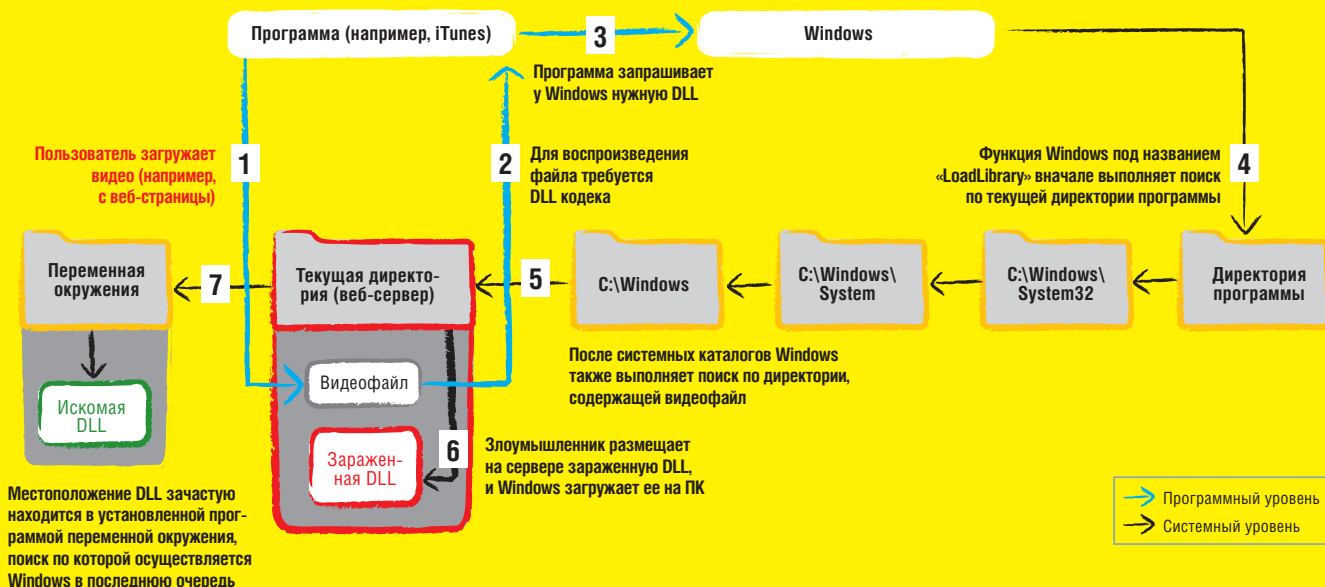 Программа (например, iTunes)
3
Windows
Программа запрашивает
у Windows нужную DLL
Пользователь загружает
видео (например,
с веб-страницы)
1
2
Для воспроизведения
файла требуется
DLL кодека
Функция Windows под названием
«LoadLibrary» вначале выполняет поиск
по текущей директории программы
4
Переменная
окружения
7
Текущая директо-
рия (веб-сервер)
5
C:\Windows
C:\Windows\
System
C:\Windows\
System32
Директория
программы
После системных каталогов Windows
также выполняет поиск по директории,
содержащей видеофайл
Видеофайл
Искомая
DLL
Заражен-
ная DLL
6
Злоумышленник размещает
на сервере зараженную DLL,
и Windows загружает ее на ПК
Местоположение DLL зачастую
находится в установленной прог-
раммой переменной окружения,
поиск по которой осуществляется
Windows в последнюю очередь
Программный уровень
Системный уровень